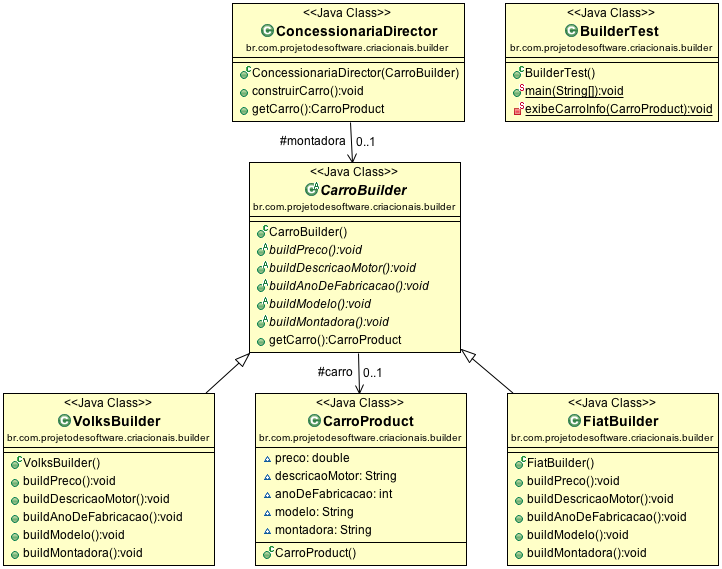 <<Java Class>>
ConcessionariaDirector
br.com.projetodesoftware.criacionais.builder
ConcessionariaDirector(CarroBuilder)
construirCarro():void
getCarro():CarroProduct
<<Java Class>>
BuilderTest
br.com.projetodesoftware.criacionais.builder
BuilderTest()
main(String[]):void
exibeCarroInfo(CarroProduct):void
#montadora
0..1
<<Java Class>>
CarroBuilder
br.com.projetodesoftware.criacionais.builder
CarroBuilder()
buildPreco():void
buildDescricaoMotor():void
buildAnoDeFabricacao():void
buildModelo():void
buildMontadora():void
getCarro():CarroProduct
#carro
0..1
<<Java Class>>
VolksBuilder
br.com.projetodesoftware.criacionais.builder
VolksBuilder()
buildPreco():void
buildDescricaoMotor():void
buildAnoDeFabricacao():void
buildModelo():void
buildMontadora():void
<<Java Class>>
CarroProduct
br.com.projetodesoftware.criacionais.builder
preco: double
descricaoMotor: String
anoDeFabricacao: int
modelo: String
montadora: String
CarroProduct()
<<Java Class>>
FiatBuilder
br.com.projetodesoftware.criacionais.builder
FiatBuilder()
buildPreco():void
buildDescricaoMotor():void
buildAnoDeFabricacao():void
buildModelo():void
buildMontadora():void